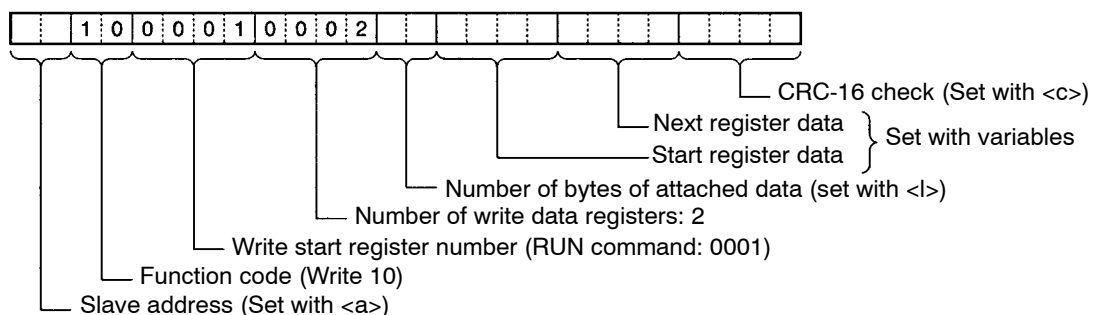 1 0 0 0 0 1 0 0 0 2
CRC-16 check (Set with <c>)
Next register data
Set with variables
Start register data
Number of bytes of attached data (set with <l>)
Number of write data registers: 2
Write start register number (RUN command: 0001)
Function code (Write 10)
Slave address (Set with <a>)